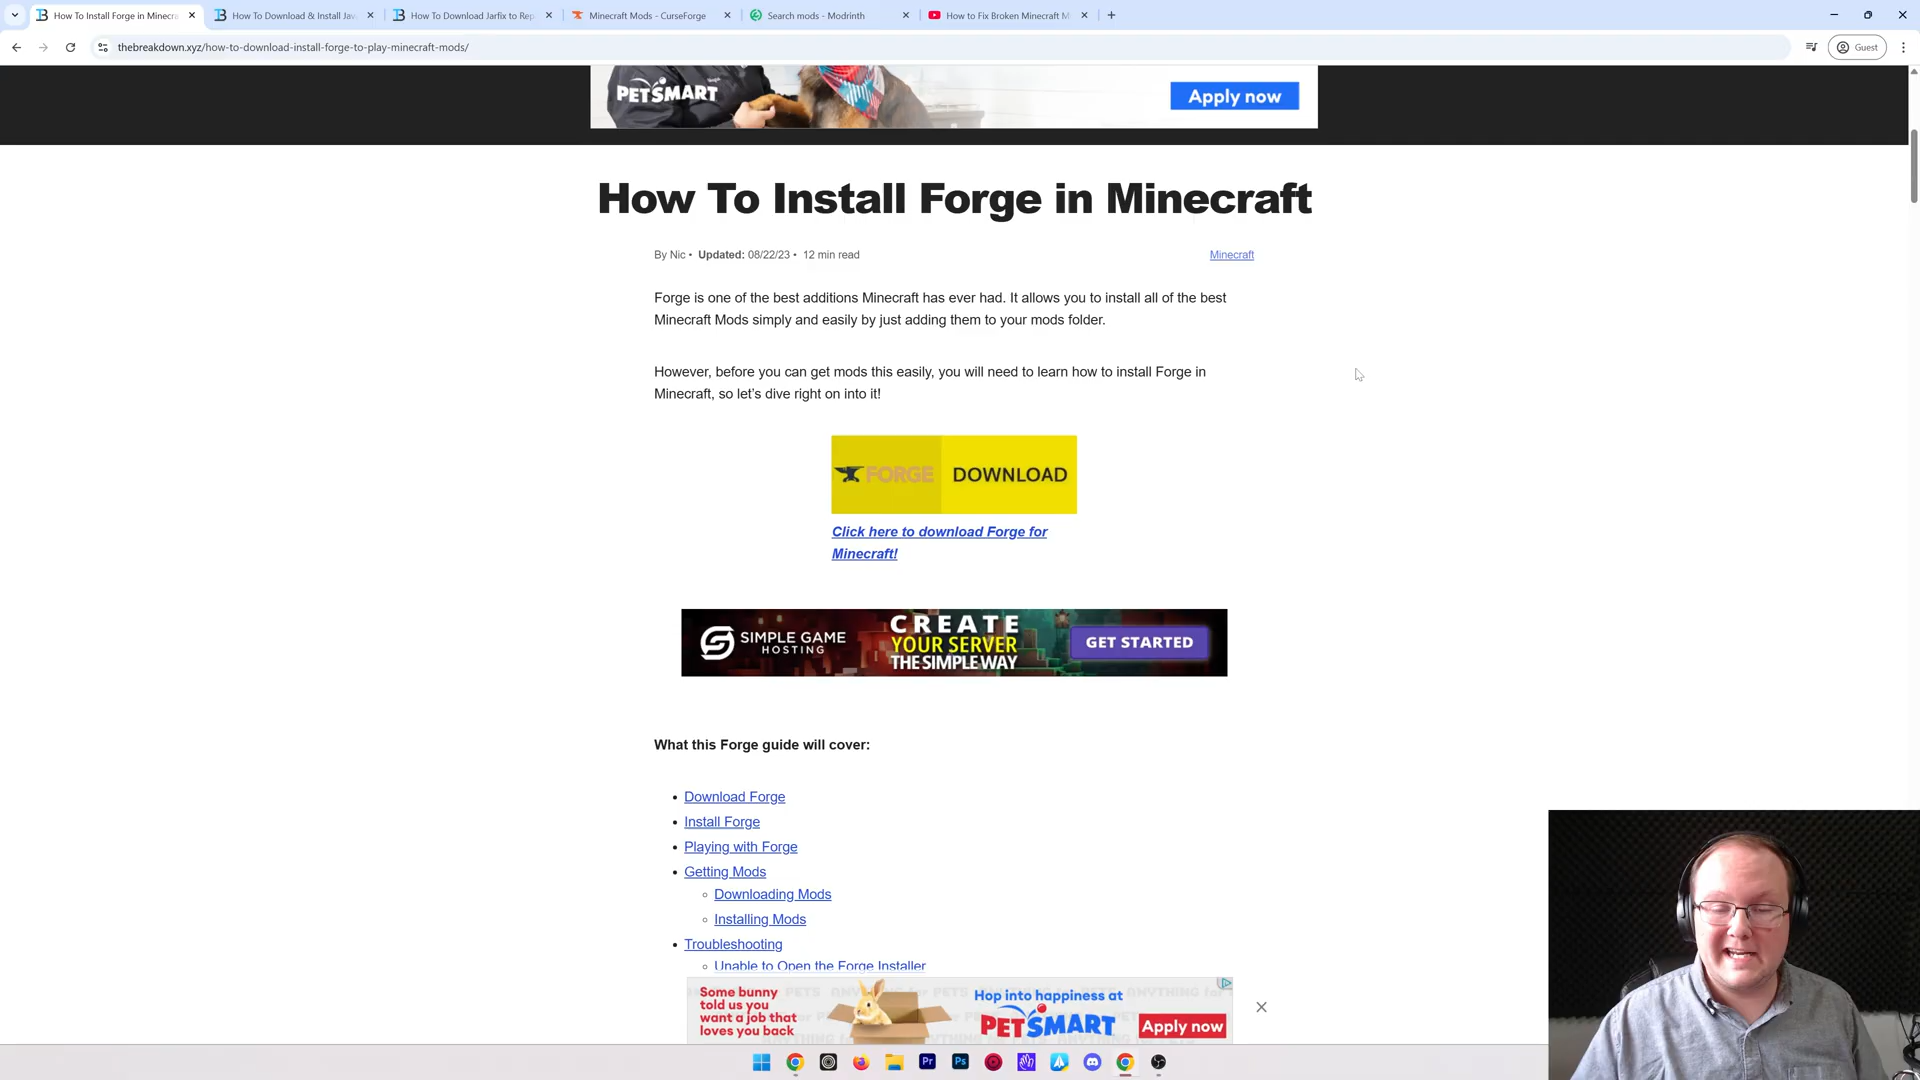 How To Install Forge in Minecra
How To Download & Install Jav
How To Download Jarfix to Rep
Minecraft Mods - CurseForge
Search mods - Modrinth
How to Fix Broken Minecraft M
thebreakdown.xyz/how-to-download-install-forge-to-play-minecraft-mods/
Guest
PETSMART
Apply now
How To Install Forge in Minecraft
By Nic • Updated: 08/22/23 • 12 min read
Minecraft
Forge is one of the best additions Minecraft has ever had. It allows you to install all of the best
Minecraft Mods simply and easily by just adding them to your mods folder.
However, before you can get mods this easily, you will need to learn how to install Forge in
Minecraft, so let's dive right on into it!
FORGE DOWNLOAD
Click here to download Forge for
Minecraft!
SIMPLE GAME
HOSTING
CREATE
YOUR SERVER
THE SIMPLE WAY
GET STARTED
What this Forge guide will cover:
• Download Forge
• Install Forge
• Playing with Forge
• Getting Mods
◦ Downloading Mods
◦ Installing Mods
• Troubleshooting
◦ Unable to Open the Forge Installer
Some bunny
told us you
want a job that
loves you back
Hop into happiness at
PETSMART
Apply now
Pr
Ps